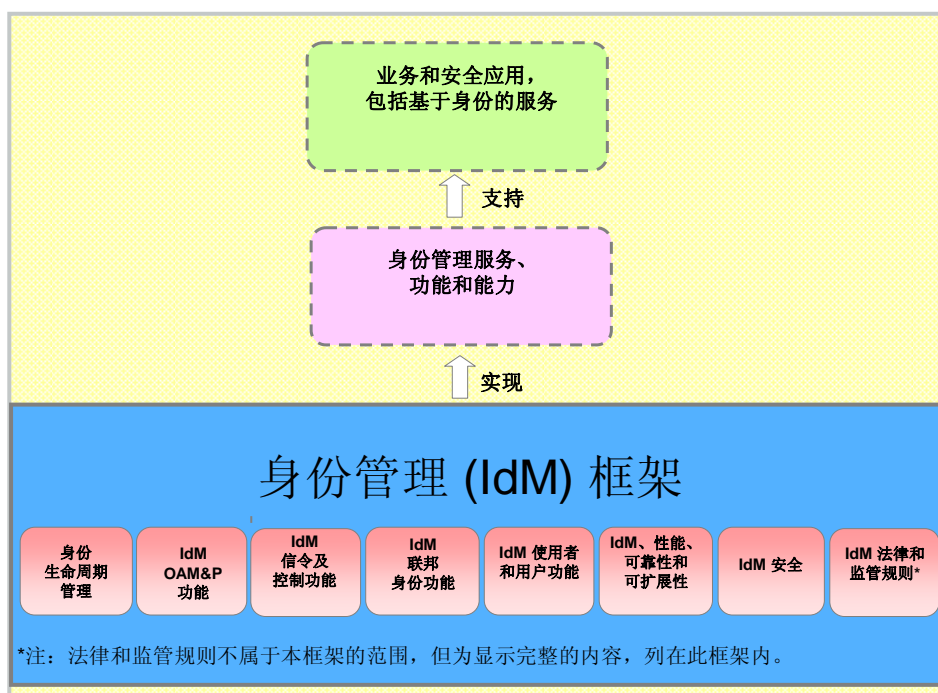 业务和安全应用，
包括基于身份的服务
支持
身份管理服务、
功能和能力
实现
身份管理 (IdM) 框架
身份
生命周期
管理
IdM
OAM&P
功能
IdM
信令及
控制功能
IdM
联邦
身份功能
IdM 使用者
和用户功能
IdM、性能、
可靠性和
可扩展性
IdM 安全
IdM 法律和
监管规则*
*注：法律和监管规则不属于本框架的范围，但为显示完整的内容，列在此框架内。